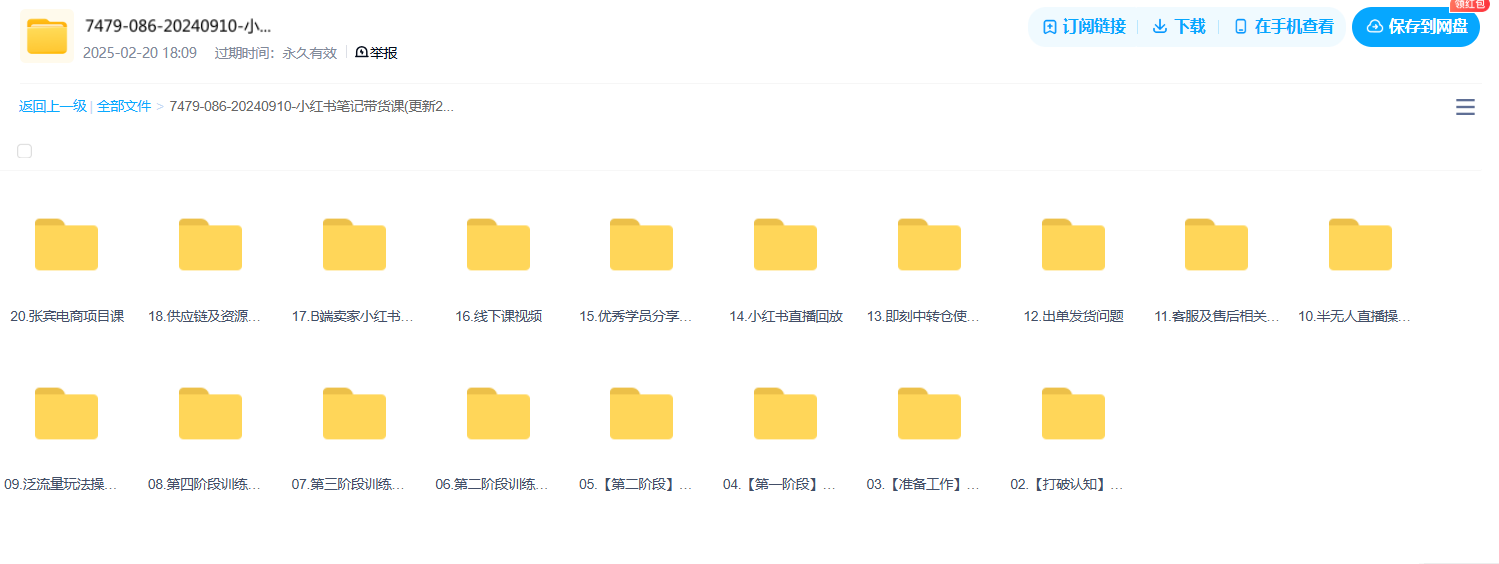 领红包
7479-086-20240910-小...
订阅链接 下载 在手机查看 保存到网盘
2025-02-20 18:09 过期时间：永久有效 举报
返回上一级 | 全部文件 > 7479-086-20240910-小红书笔记带货课(更新2...
20.张宾电商项目课 18.供应链及资源... 17.B端卖家小红书... 16.线下课视频 15.优秀学员分享... 14.小红书直播回放 13.即刻中转仓使... 12.出单发货问题 11.客服及售后相关... 10.半无人直播操...
09.泛流量玩法操... 08.第四阶段训练... 07.第三阶段训练... 06.第二阶段训练... 05.【第二阶段】... 04.【第一阶段】... 03.【准备工作】... 02.【打破认知】...